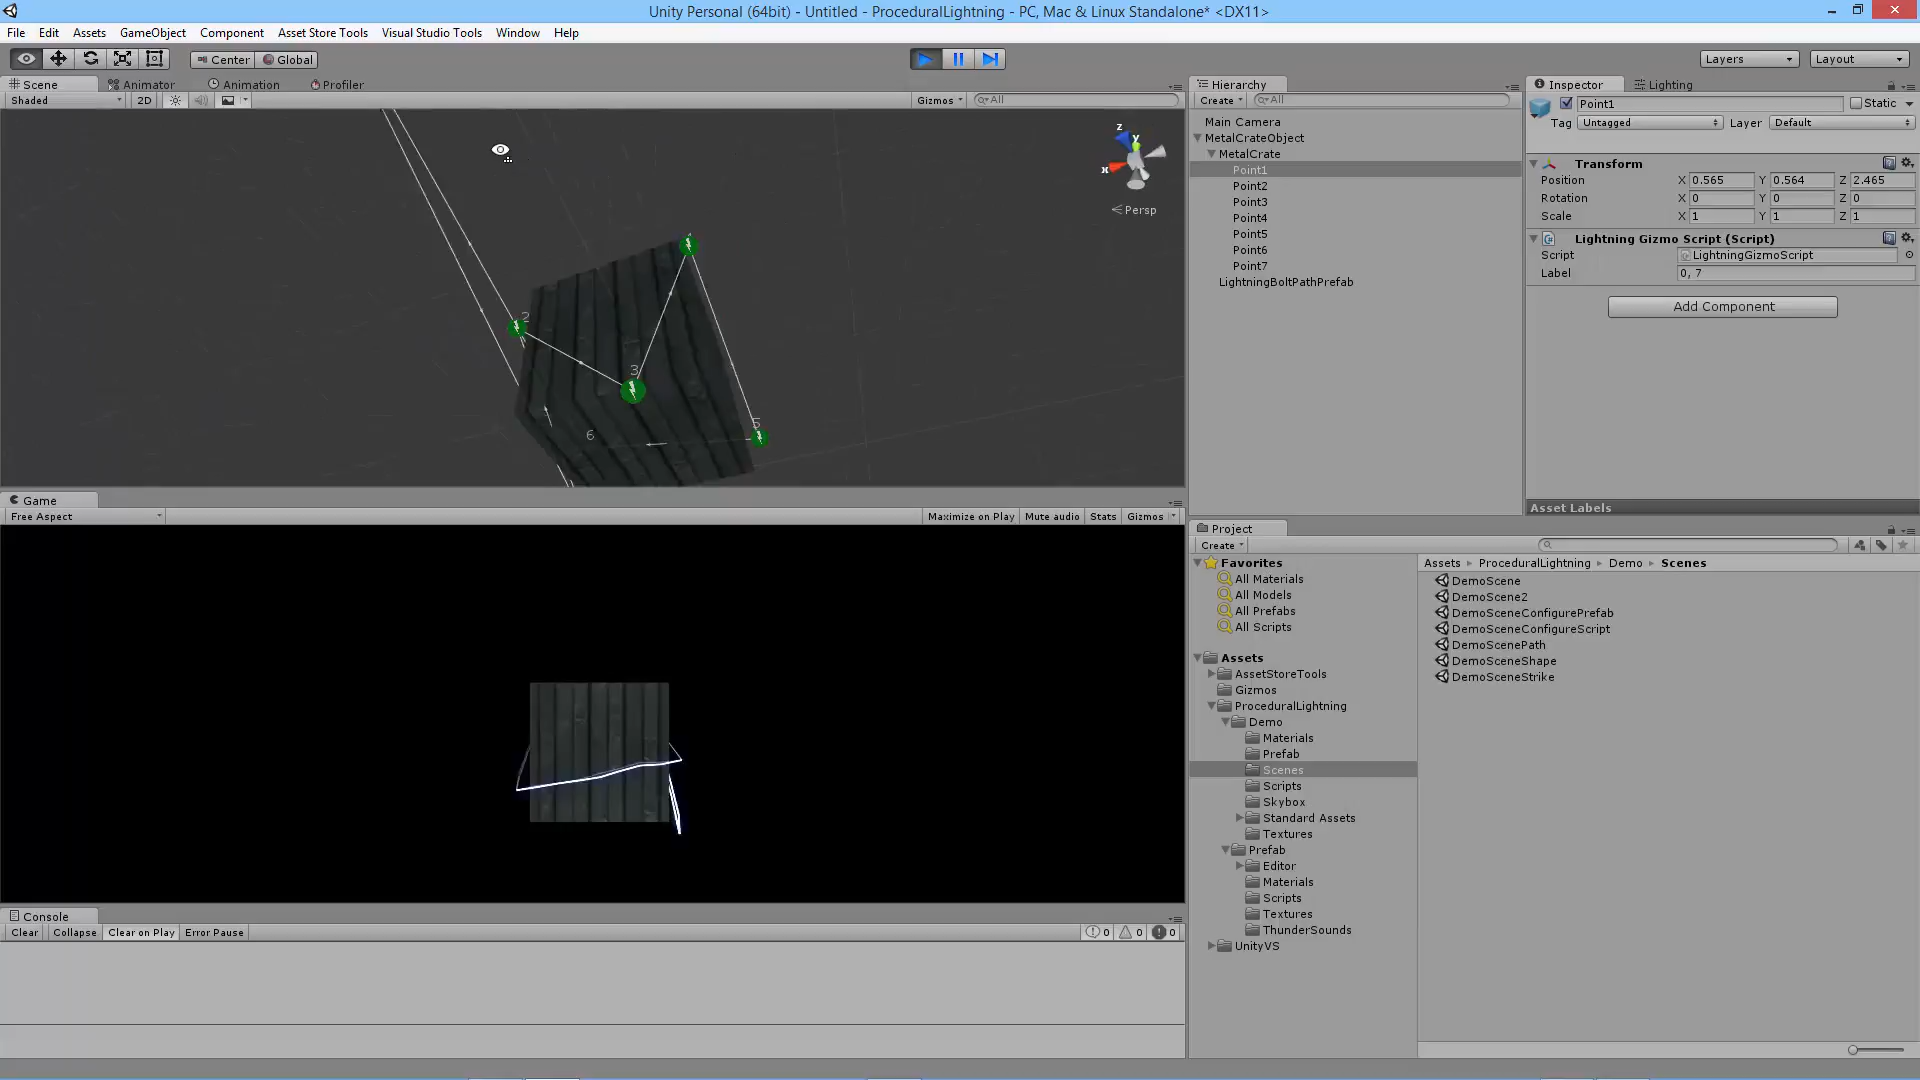 Unity Personal (64bit) - Untitled - ProceduralLightning - PC, Mac & Linux Standalone* <DX11>
File Edit Assets GameObject Component Asset Store Tools Visual Studio Tools Window Help
Center Global Layers Layout
Scene Animator Animation Profiler
Shaded 2D Gizmos All
z
y
x
Persp
2
3
5
6
Game
Free Aspect Maximize on Play Mute audio Stats Gizmos
Console
Clear Collapse Clear on Play Error Pause 0 0 0
Hierarchy
Create All
Main Camera
MetalCrateObject
MetalCrate
Point1
Point2
Point3
Point4
Point5
Point6
Point7
LightningBoltPathPrefab
Inspector Lighting
Point1 Static
Tag Untagged Layer Default
Transform
Position X 0.565 Y 0.564 Z 2.465
Rotation X 0 Y 0 Z 0
Scale X 1 Y 1 Z 1
Lightning Gizmo Script (Script)
Script LightningGizmoScript
Label 0, 7
Add Component
Asset Labels
Project
Create
Favorites
All Materials
All Models
All Prefabs
All Scripts
Assets
AssetStoreTools
Gizmos
ProceduralLightning
Demo
Materials
Prefab
Scenes
Scripts
Skybox
Standard Assets
Textures
Prefab
Editor
Materials
Scripts
Textures
ThunderSounds
UnityVS
Assets ProceduralLightning Demo Scenes
DemoScene
DemoScene2
DemoSceneConfigurePrefab
DemoSceneConfigureScript
DemoScenePath
DemoSceneShape
DemoSceneStrike